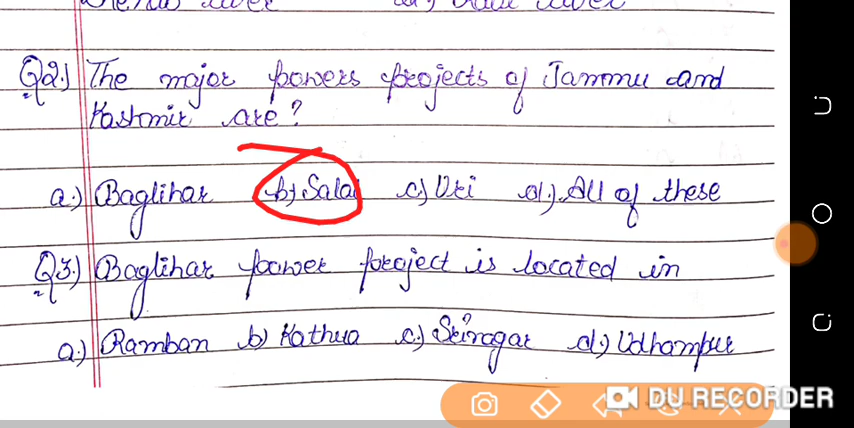 Q2.) The major powers projects of Jammu and
Kashmir are?
a.) Baglihar b) Salal c) Uri d) All of these
Q3.) Baglihar power project is located in
a.) Ramban b) Kathua c.) Srinagar d) Udhampur
DU RECORDER